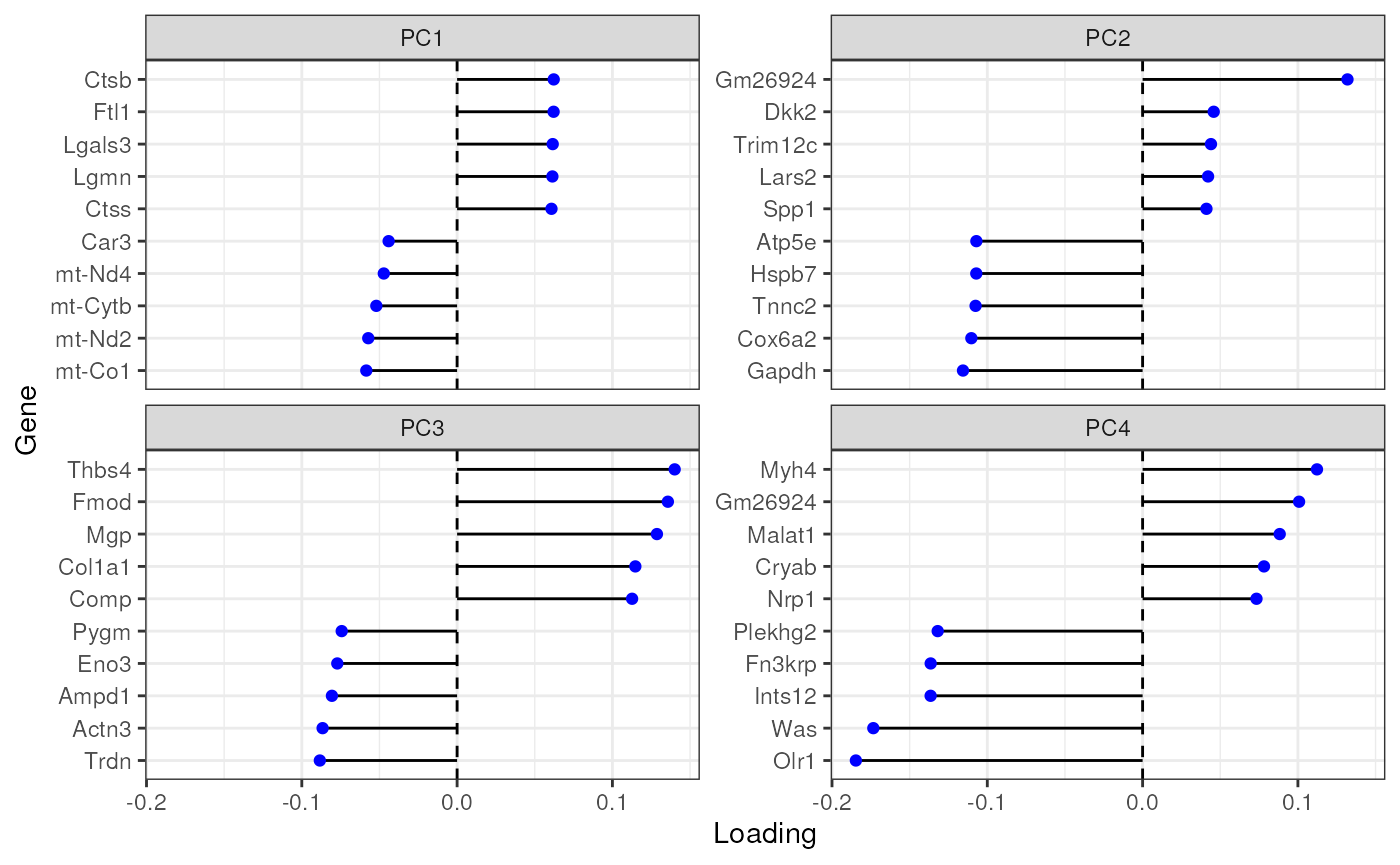 PC1
Ctsb
Ftl1
Lgals3
Lgmn
Ctss
Car3
mt-Nd4
mt-Cytb
mt-Nd2
mt-Co1
PC2
Gm26924
Dkk2
Trim12c
Lars2
Spp1
Atp5e
Hspb7
Tnnc2
Cox6a2
Gapdh
Gene
PC3
Thbs4
Fmod
Mgp
Col1a1
Comp
Pygm
Eno3
Ampd1
Actn3
Trdn
-0.2 -0.1 0.0 0.1
PC4
Myh4
Gm26924
Malat1
Cryab
Nrp1
Plekhg2
Fn3krp
Ints12
Was
Olr1
-0.2 -0.1 0.0 0.1
Loading